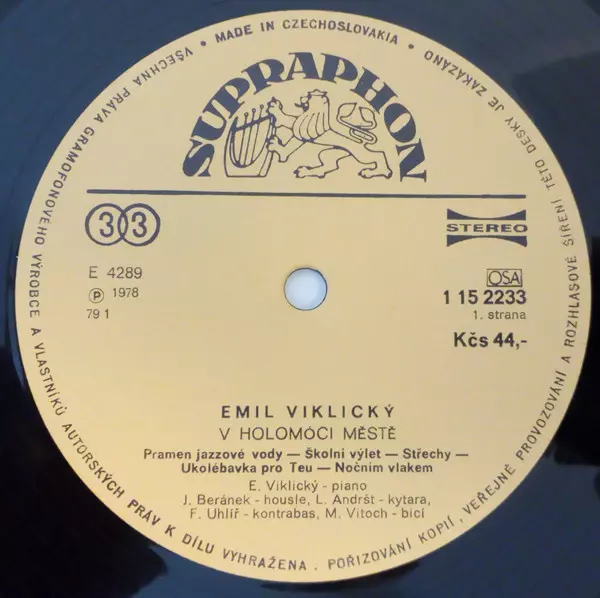 MADE IN CZECHOSLOVAKIA • VŠECHNA PRÁVA GRAMOFONOVÉHO VÝROBCE A VLASTNÍKŮ AUTORSKÝCH PRÁV K DÍLU VYHRAŽENA . POŘIZOVÁNÍ KOPIÍ , VEŘEJNÉ PROVOZOVÁNÍ A ROZHLASOVÉ ŠÍŘENÍ TÉTO DESKY JE ZAKÁZÁNO •
SUPRAPHON
33
STEREO
E 4289
Ⓟ 1978
79 1
OSA
1 15 2233
1. strana
Kčs 44,-
EMIL VIKLICKÝ
V HOLOMÓCI MĚSTĚ
Pramen jazzové vody — Školní výlet — Střechy —
Ukolébavka pro Teu — Nočním vlakem
E. Viklický - piano
J. Beránek - housle, L. Andršt - kytara,
F. Uhlíř - kontrabas, M. Vitoch - bicí